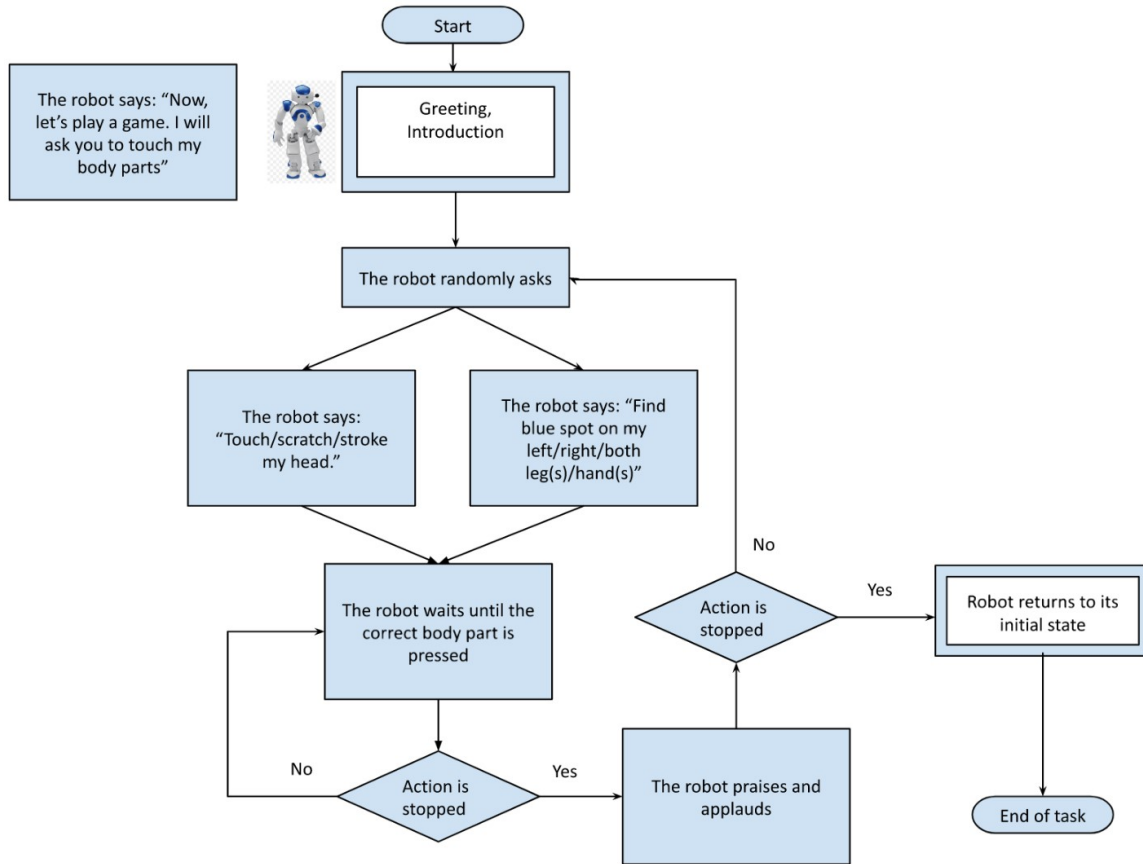 Start
The robot says: “Now,
let’s play a game. I will
ask you to touch my
body parts”
Greeting,
Introduction
The robot randomly asks
The robot says:
“Touch/scratch/stroke
my head.”
The robot says: “Find
blue spot on my
left/right/both
leg(s)/hand(s)”
The robot waits until the
correct body part is
pressed
Action is
stopped
No
Yes
The robot praises and
applauds
Action is
stopped
No
Yes
Robot returns to its
initial state
End of task